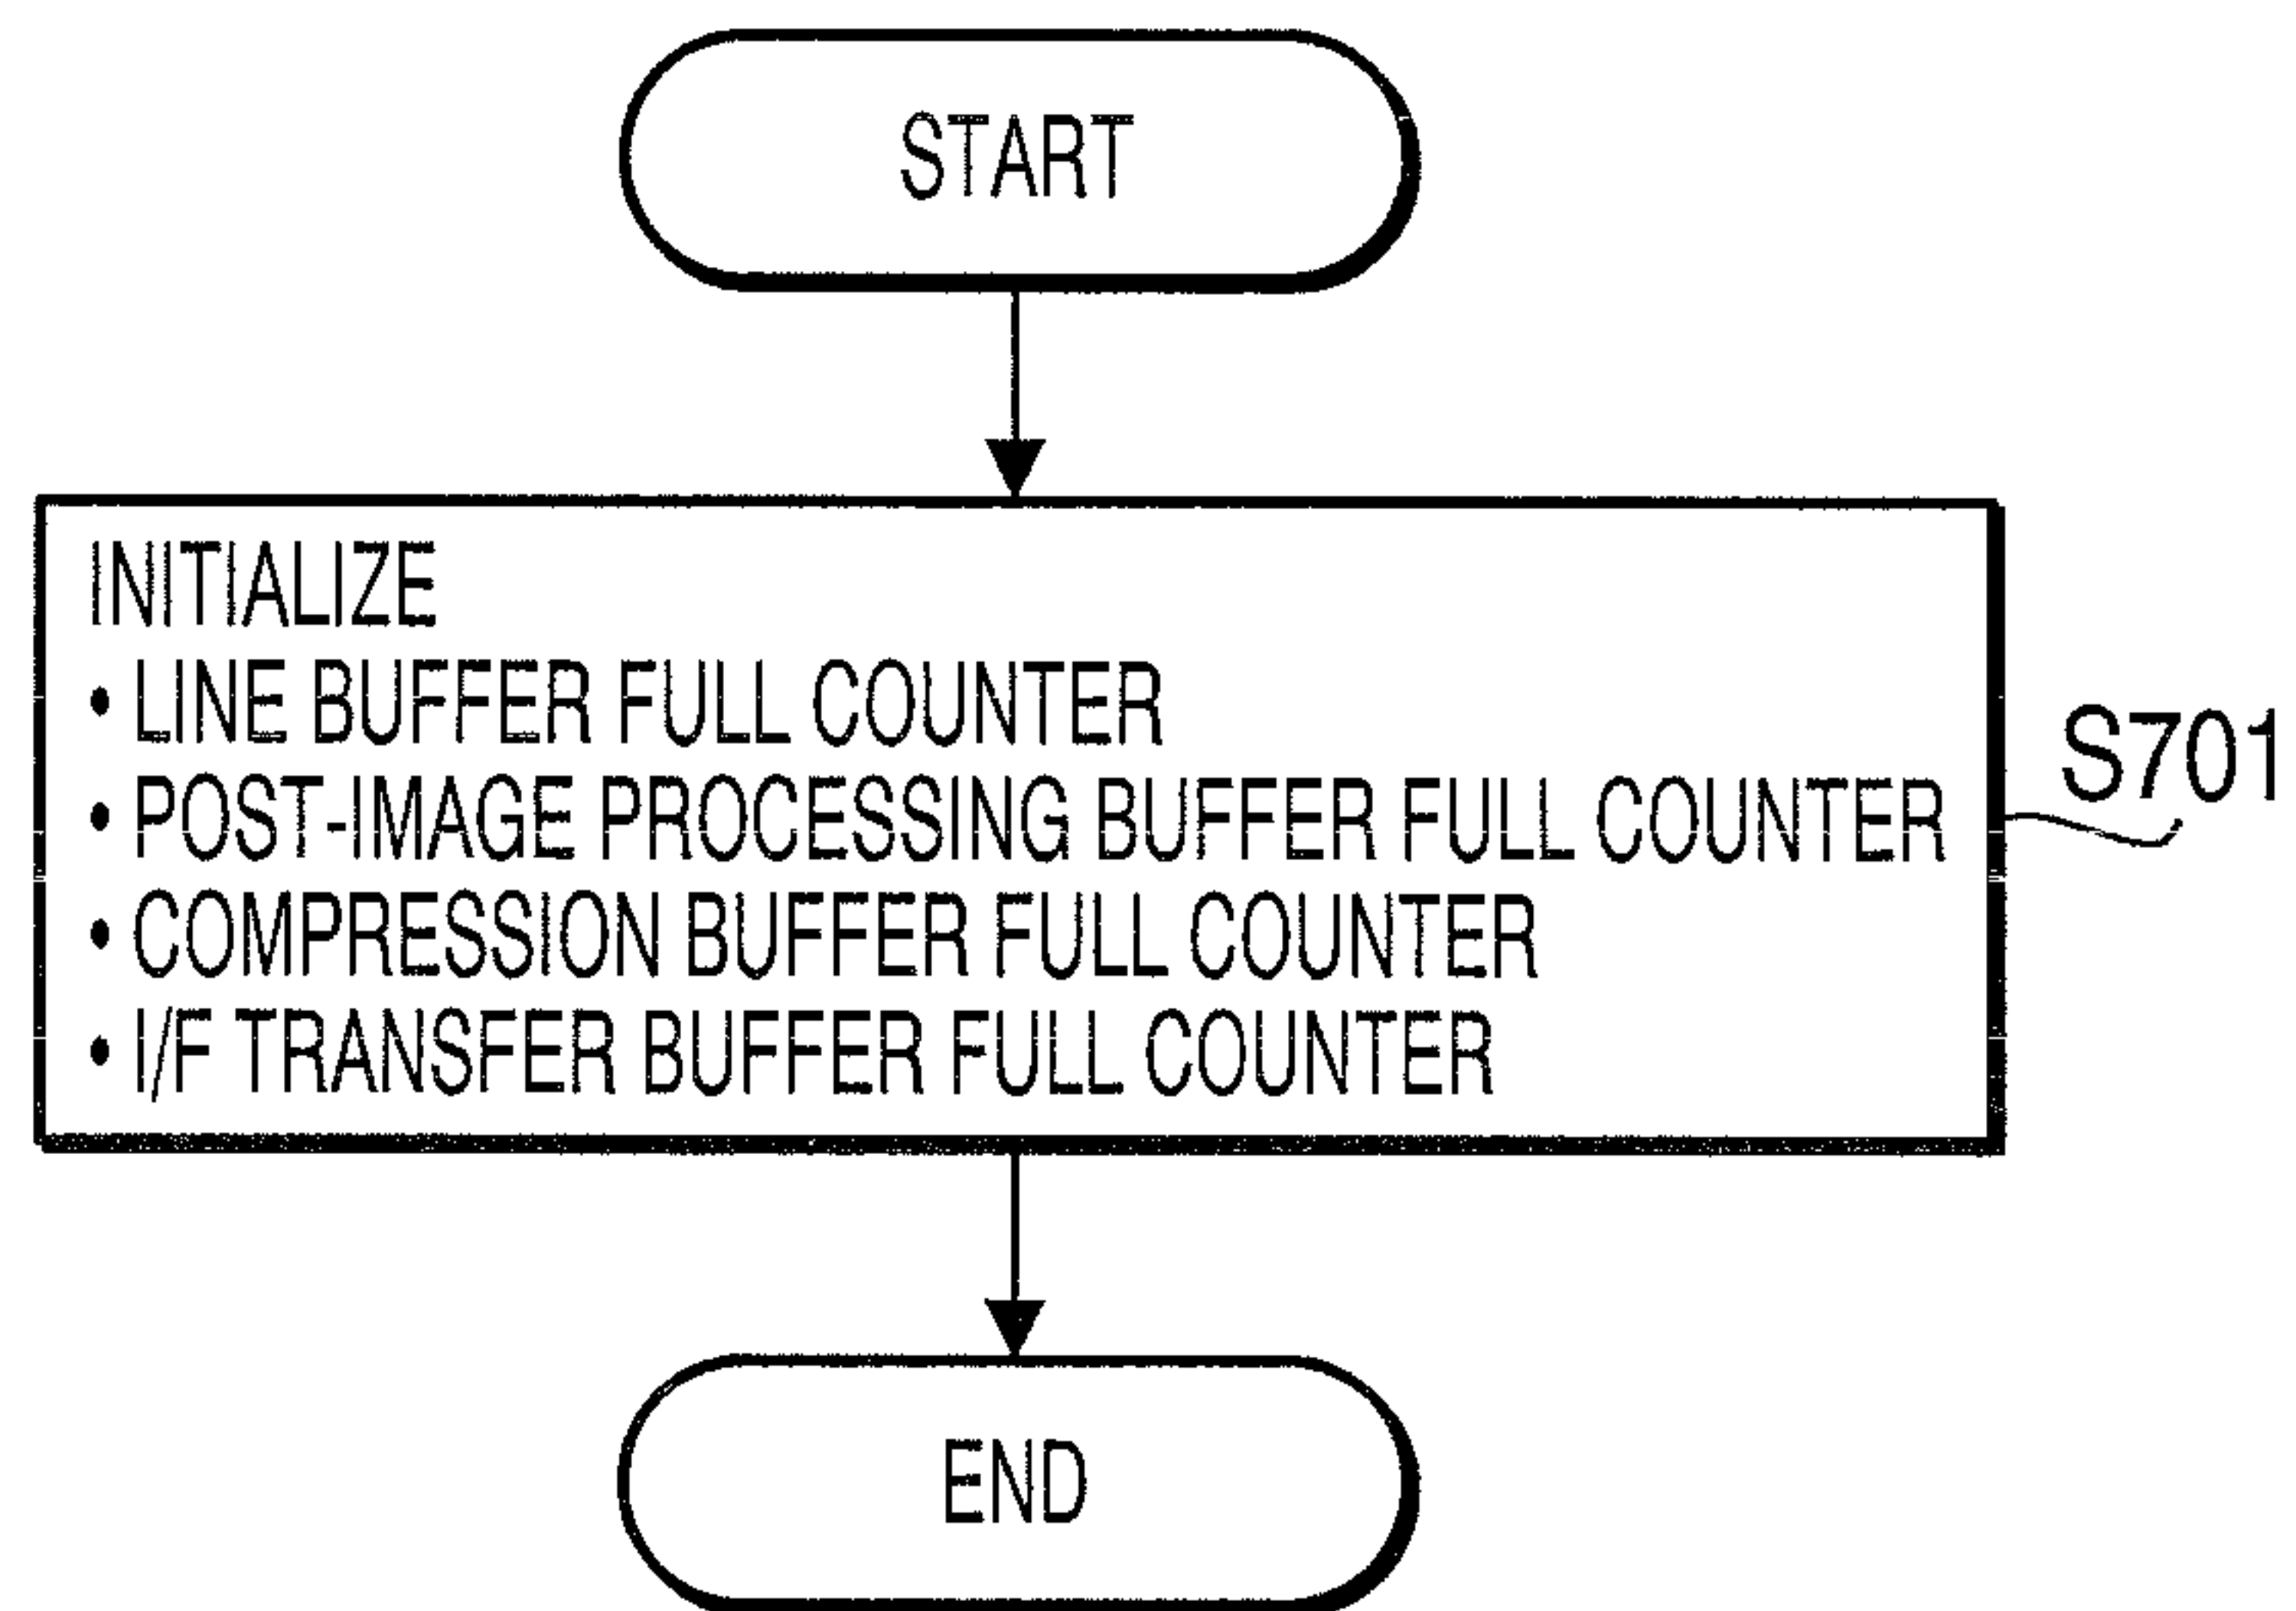 START
INITIALIZE
• LINE BUFFER FULL COUNTER
• POST-IMAGE PROCESSING BUFFER FULL COUNTER
• COMPRESSION BUFFER FULL COUNTER
• I/F TRANSFER BUFFER FULL COUNTER
S701
END